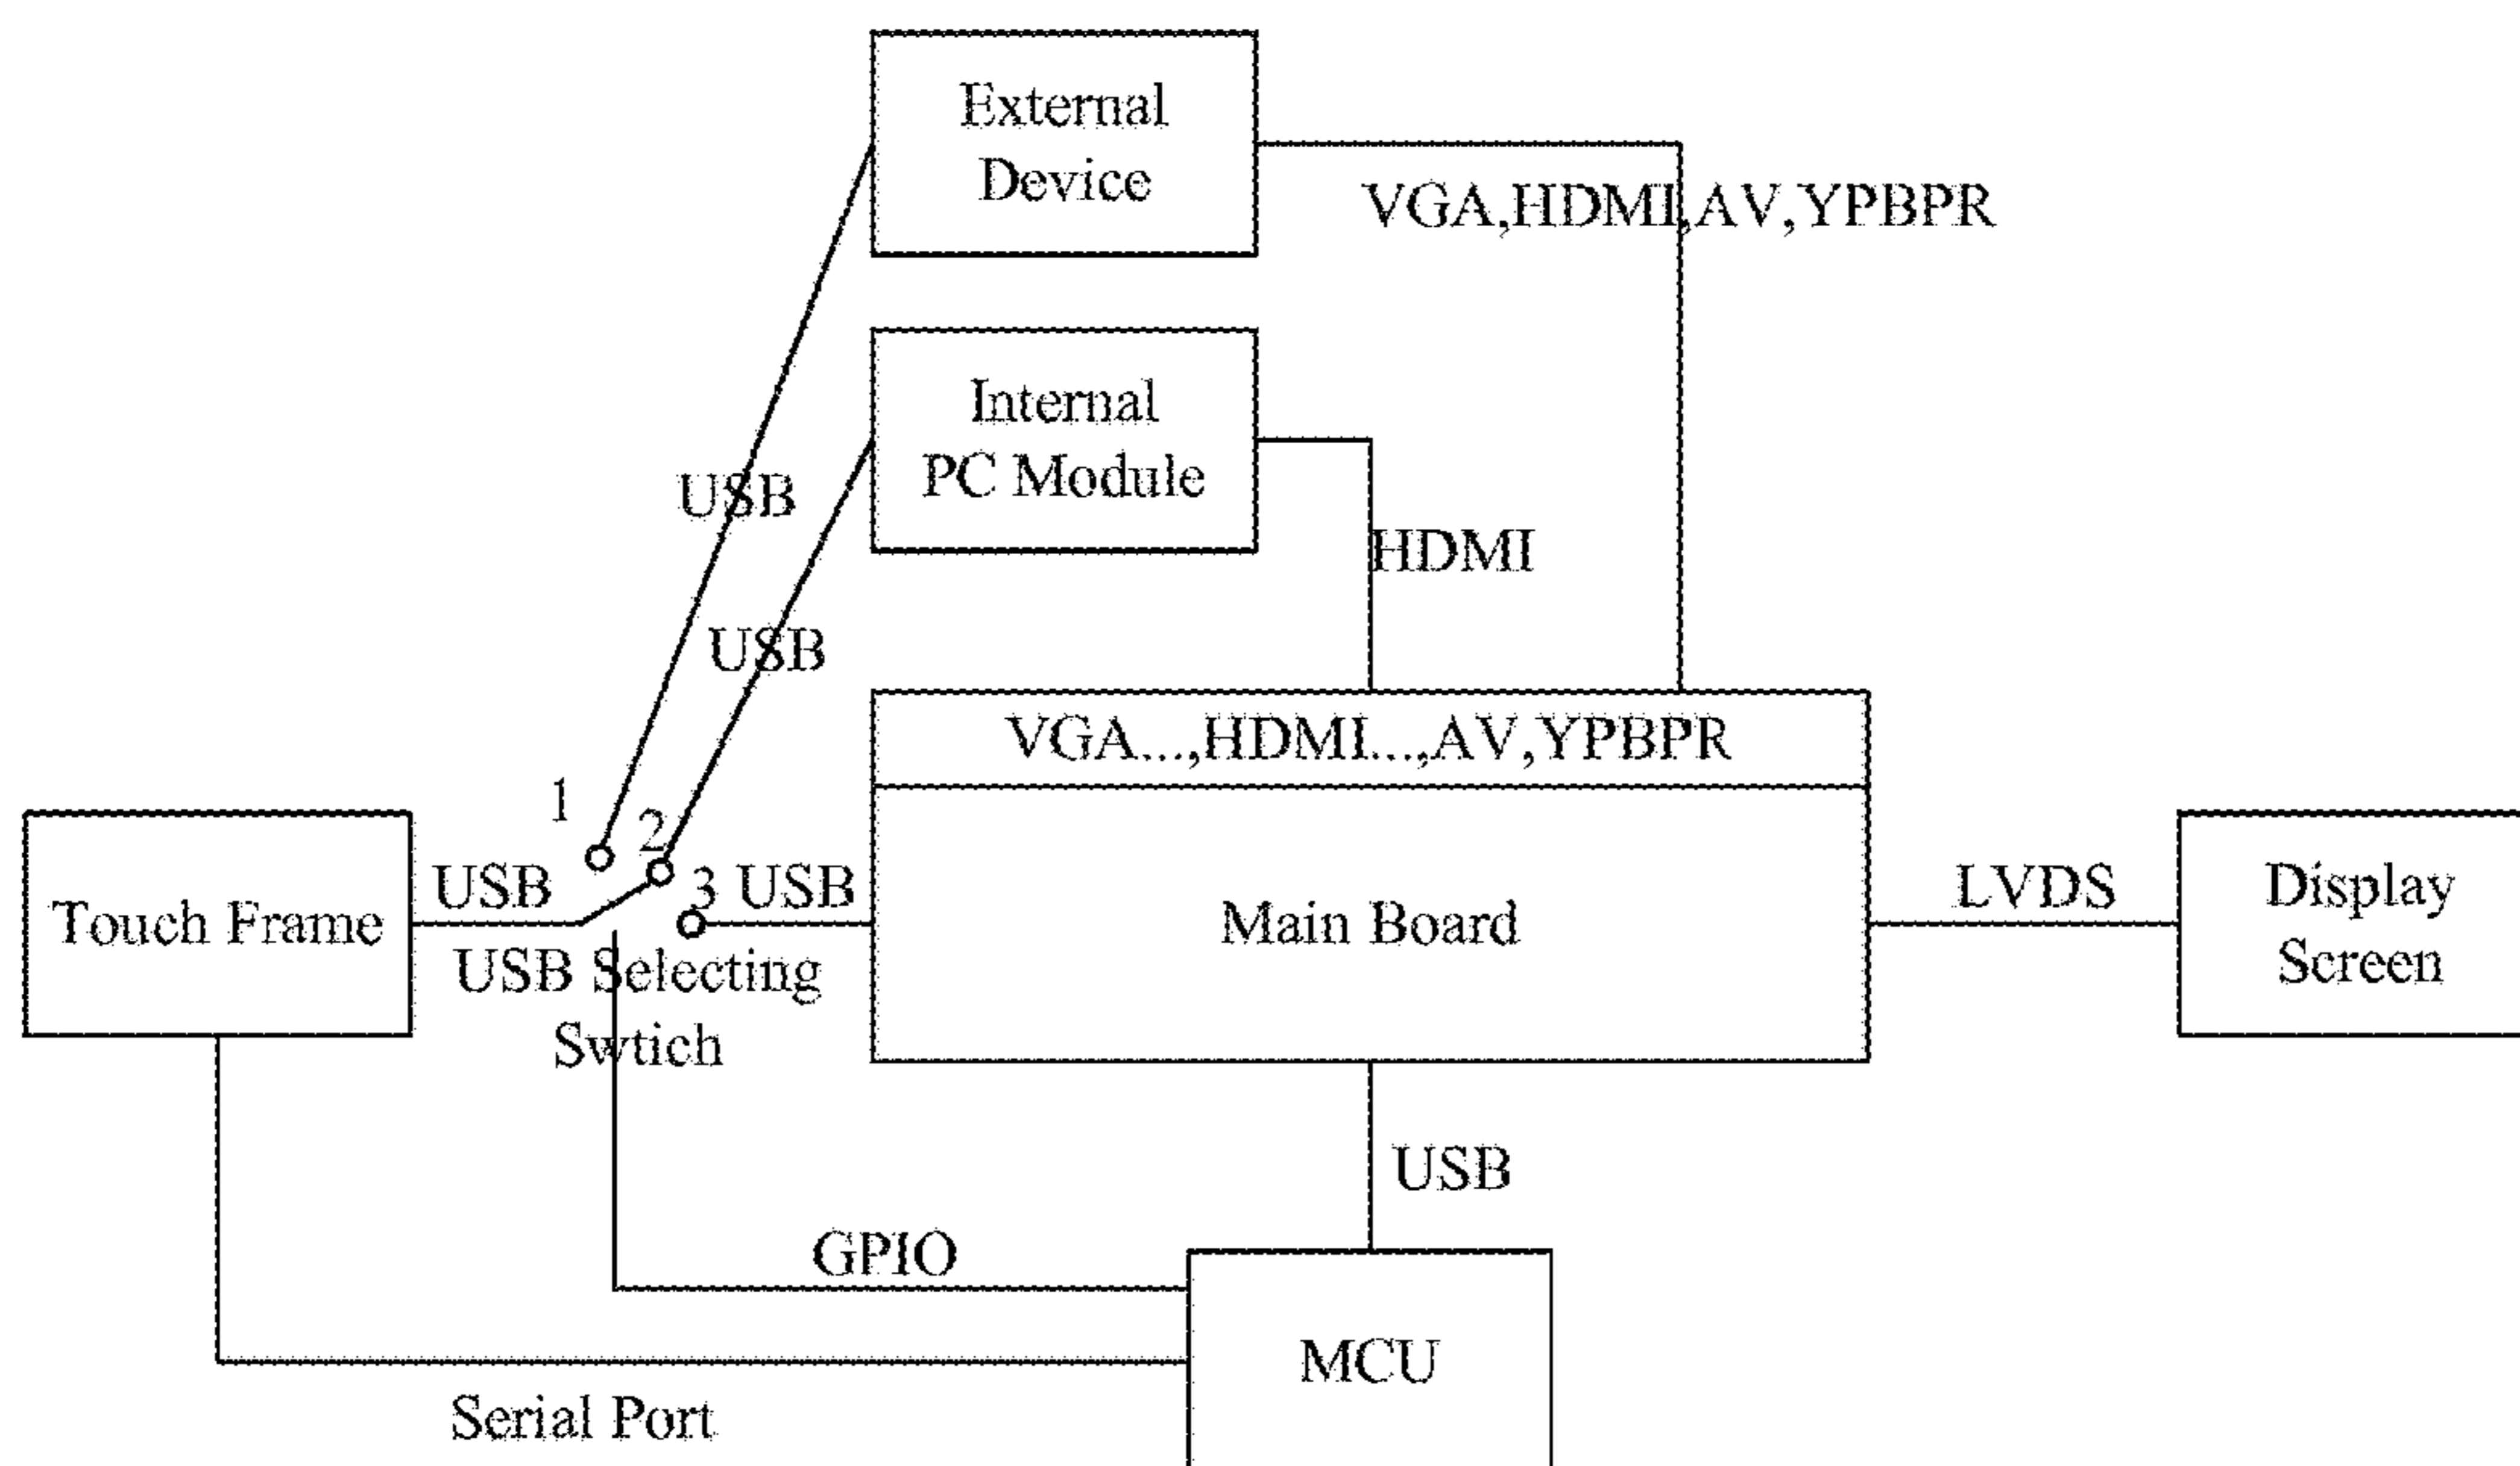 External
Device
VGA,HDMI,AV,YPBPR
Internal
PC Module
USB
HDMI
USB
VGA...,HDMI...,AV,YPBPR
1
2
3
USB
USB
Touch Frame
Main Board
LVDS
Display
Screen
USB Selecting
Swtich
USB
GPIO
MCU
Serial Port